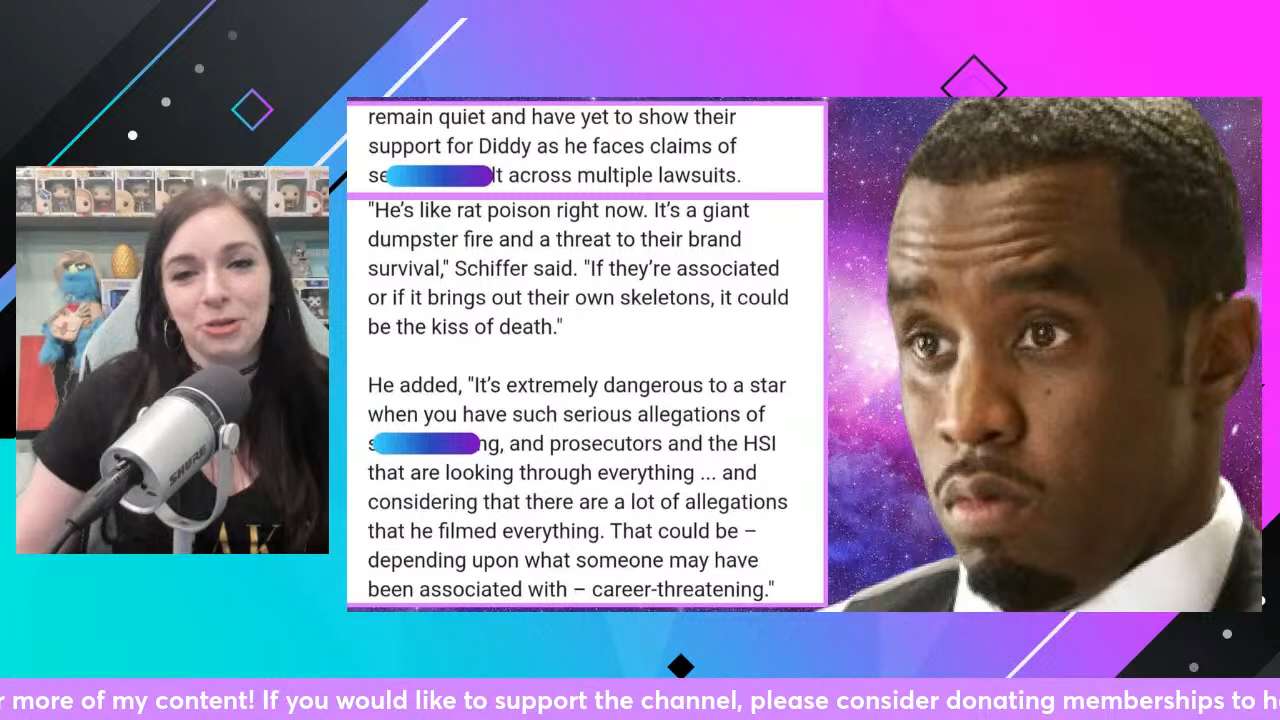 remain quiet and have yet to show their
support for Diddy as he faces claims of
se lt across multiple lawsuits.
"He’s like rat poison right now. It’s a giant
dumpster fire and a threat to their brand
survival," Schiffer said. "If they’re associated
or if it brings out their own skeletons, it could
be the kiss of death."
He added, "It’s extremely dangerous to a star
when you have such serious allegations of
s ng, and prosecutors and the HSI
that are looking through everything ... and
considering that there are a lot of allegations
that he filmed everything. That could be –
depending upon what someone may have
been associated with – career-threatening."
SHURE
AK
r more of my content! If you would like to support the channel, please consider donating memberships to h